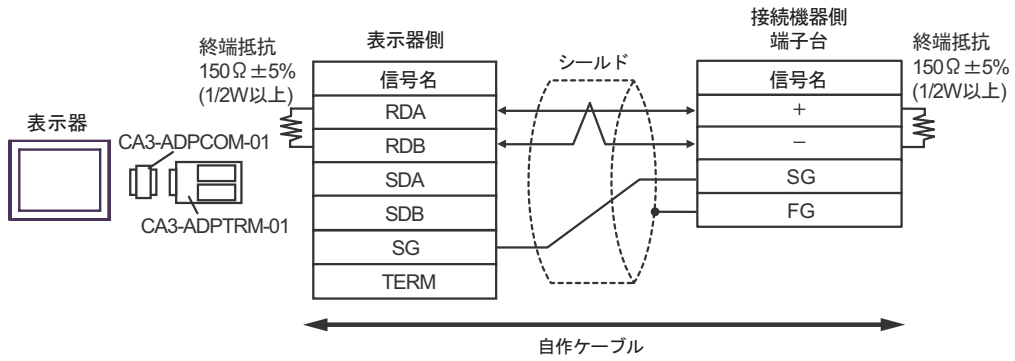 終端抵抗
150Ω±5%
(1/2W以上)
表示器側
信号名
RDA
RDB
SDA
SDB
SG
TERM
シールド
接続機器側
端子台
信号名
+
−
SG
FG
終端抵抗
150Ω±5%
(1/2W以上)
表示器
CA3-ADPCOM-01
CA3-ADPTRM-01
自作ケーブル